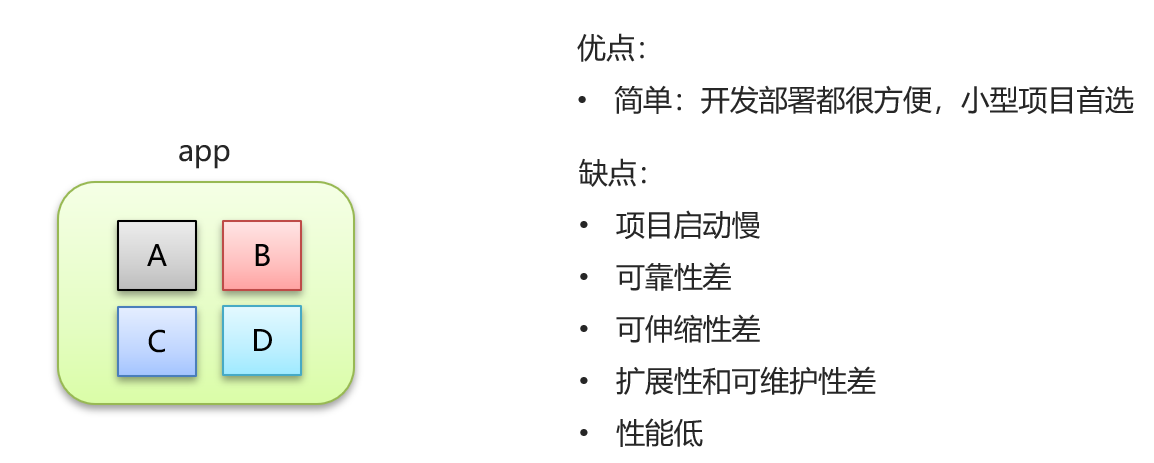 app
A B
C D
优点：
• 简单：开发部署都很方便，小型项目首选
缺点：
• 项目启动慢
• 可靠性差
• 可伸缩性差
• 扩展性和可维护性差
• 性能低